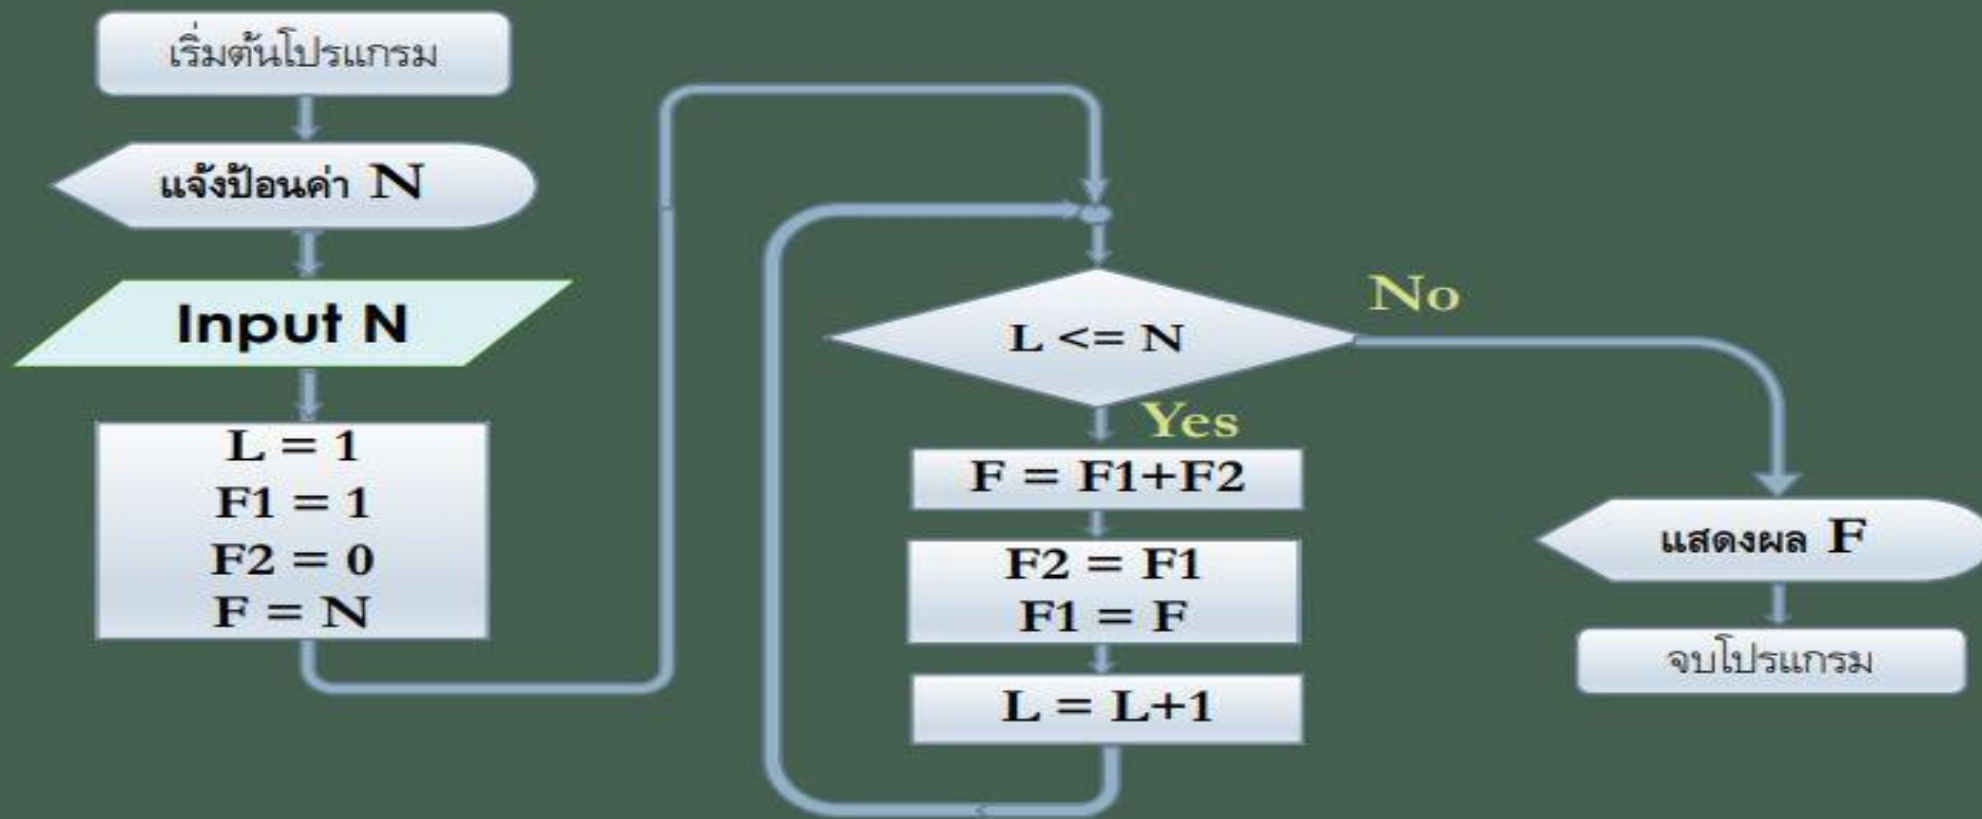 เริ่มต้นโปรแกรม
แจ้งป้อนค่า N
Input N
L = 1
F1 = 1
F2 = 0
F = N
L <= N
No
Yes
F = F1+F2
F2 = F1
F1 = F
L = L+1
แสดงผล F
จบโปรแกรม